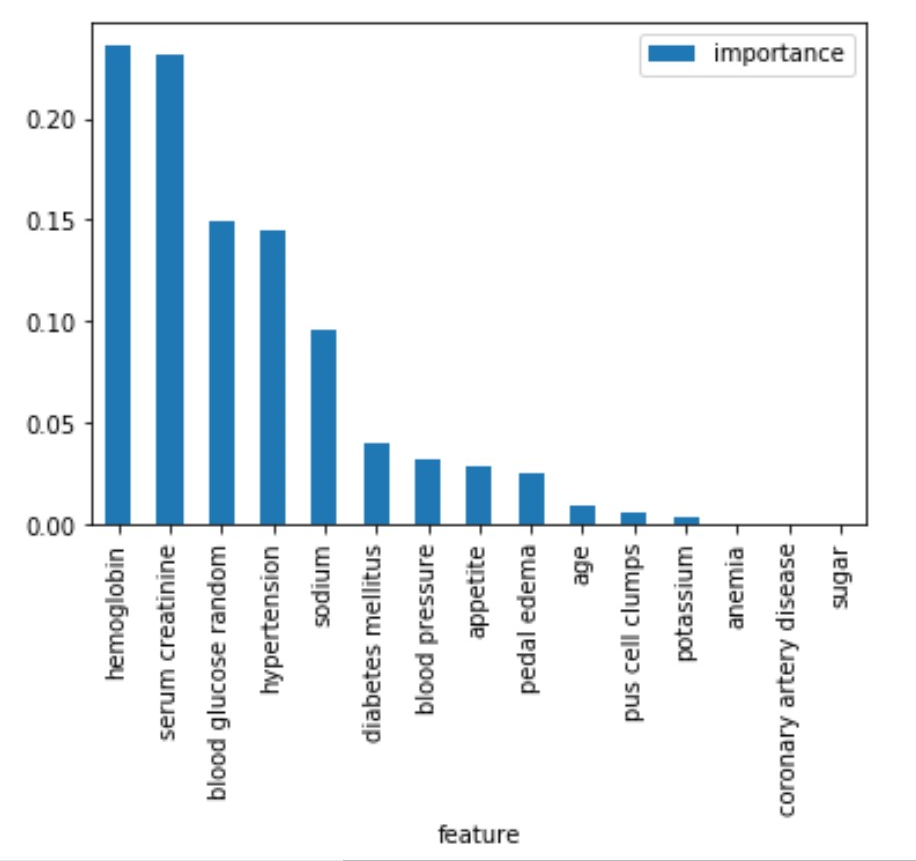 importance
0.20
0.15
0.10
0.05
0.00
hemoglobin
serum creatinine
blood glucose random
hypertension
sodium
diabetes mellitus
blood pressure
appetite
pedal edema
age
pus cell clumps
potassium
anemia
coronary artery disease
sugar
feature